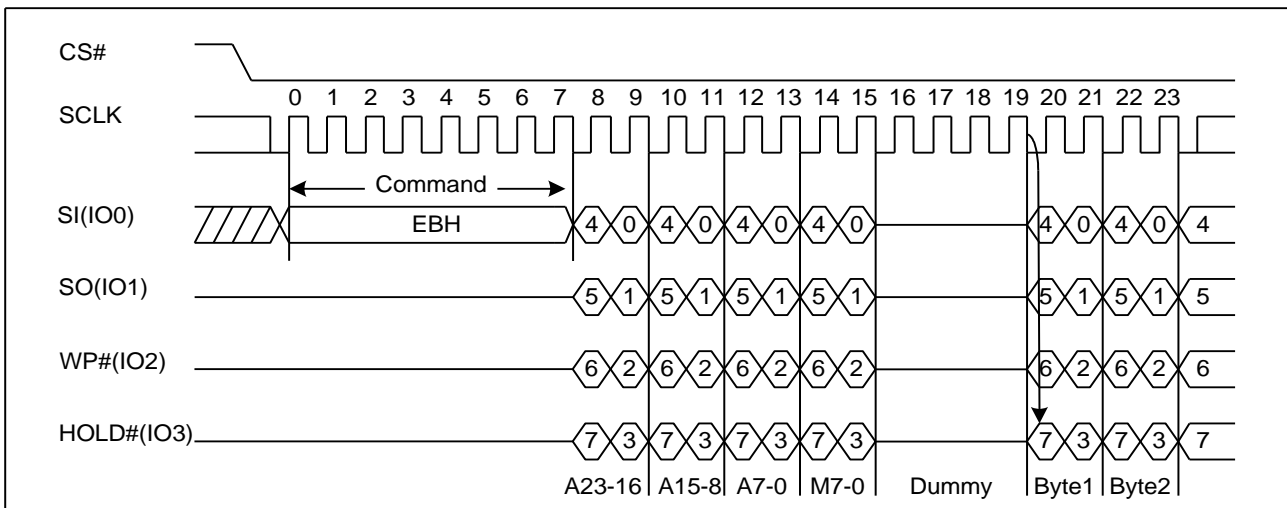 CS#
0 1 2 3 4 5 6 7 8 9 10 11 12 13 14 15 16 17 18 19 20 21 22 23
SCLK
Command
SI(IO0) EBH 4 0 4 0 4 0 4 0 4 0 4 0 4
SO(IO1) 5 1 5 1 5 1 5 1 5 1 5 1 5
WP#(IO2) 6 2 6 2 6 2 6 2 6 2 6 2 6
HOLD#(IO3) 7 3 7 3 7 3 7 3 7 3 7 3 7
A23-16 A15-8 A7-0 M7-0 Dummy Byte1 Byte2